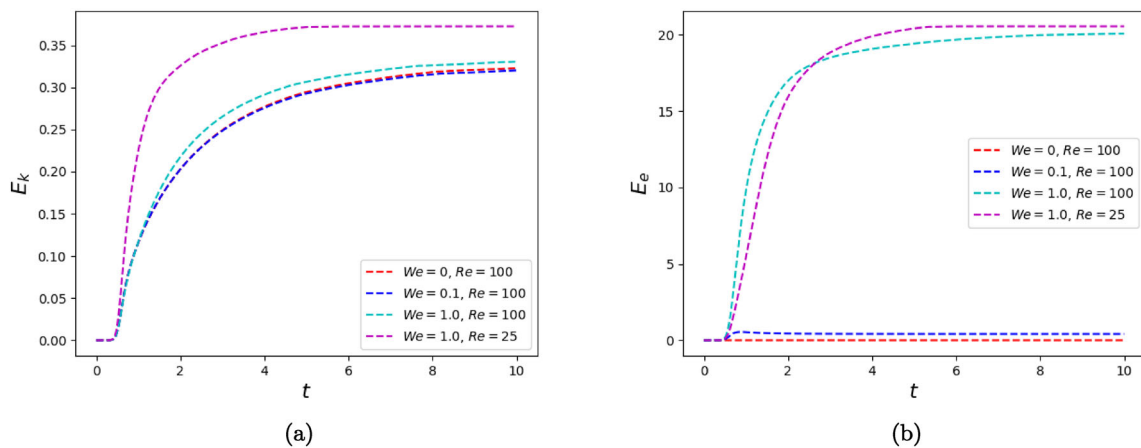 0.35
0.30
0.25
0.20
0.15
0.10
0.05
0.00
E_k
0 2 4 6 8 10
t
We = 0, Re = 100
We = 0.1, Re = 100
We = 1.0, Re = 100
We = 1.0, Re = 25
(a)
20
15
10
5
0
E_e
0 2 4 6 8 10
t
We = 0, Re = 100
We = 0.1, Re = 100
We = 1.0, Re = 100
We = 1.0, Re = 25
(b)